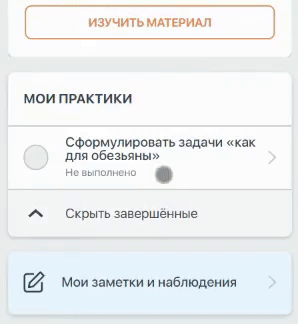 ИЗУЧИТЬ МАТЕРИАЛ
МОИ ПРАКТИКИ
Сформулировать задачи «как
для обезьяны»
Не выполнено
Скрыть завершённые
Мои заметки и наблюдения